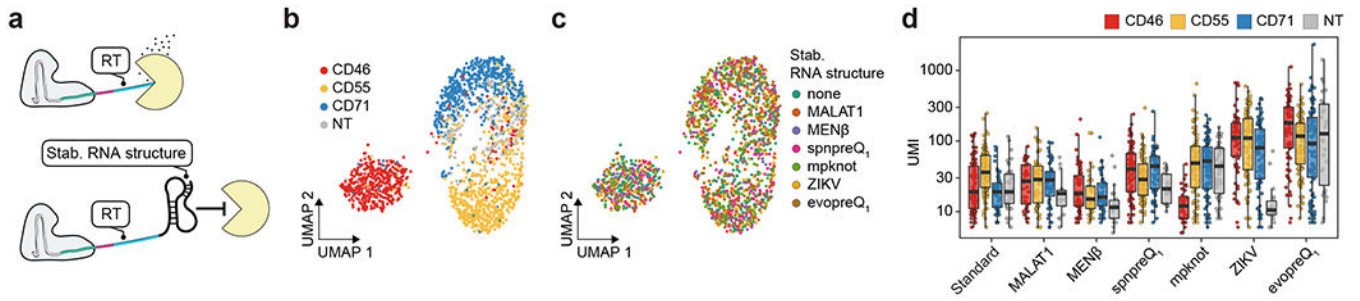 a
RT
Stab. RNA structure
RT
b
CD46
CD55
CD71
NT
UMAP 2
UMAP 1
c
Stab.
RNA structure
none
MALAT1
MENβ
spnpreQ₁
mpknot
ZIKV
evopreQ₁
UMAP 2
UMAP 1
d
CD46 CD55 CD71 NT
UMI
1000
300
100
30
10
Standard
MALAT1
MENβ
spnpreQ₁
mpknot
ZIKV
evopreQ₁